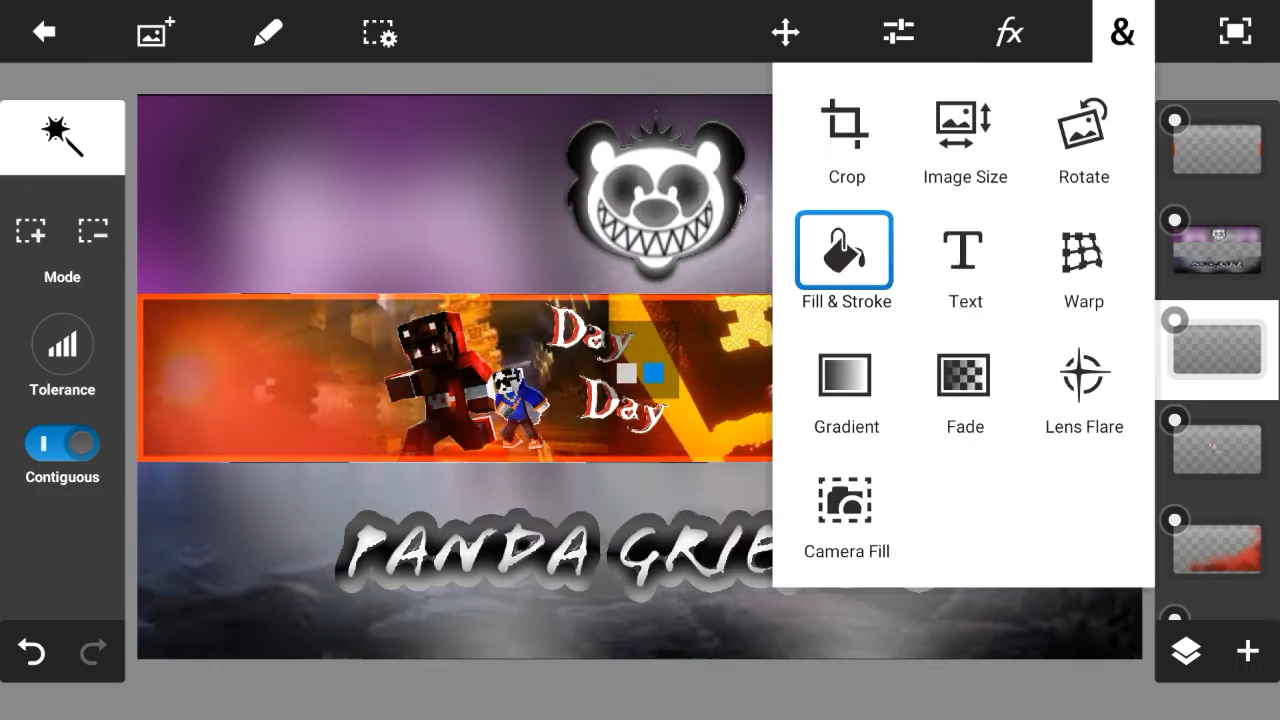 fx
&
Crop
Image Size
Rotate
Fill & Stroke
T
Text
Warp
Mode
Tolerance
Contiguous
Gradient
Fade
Lens Flare
Camera Fill
Day
Day
PANDA GRIE